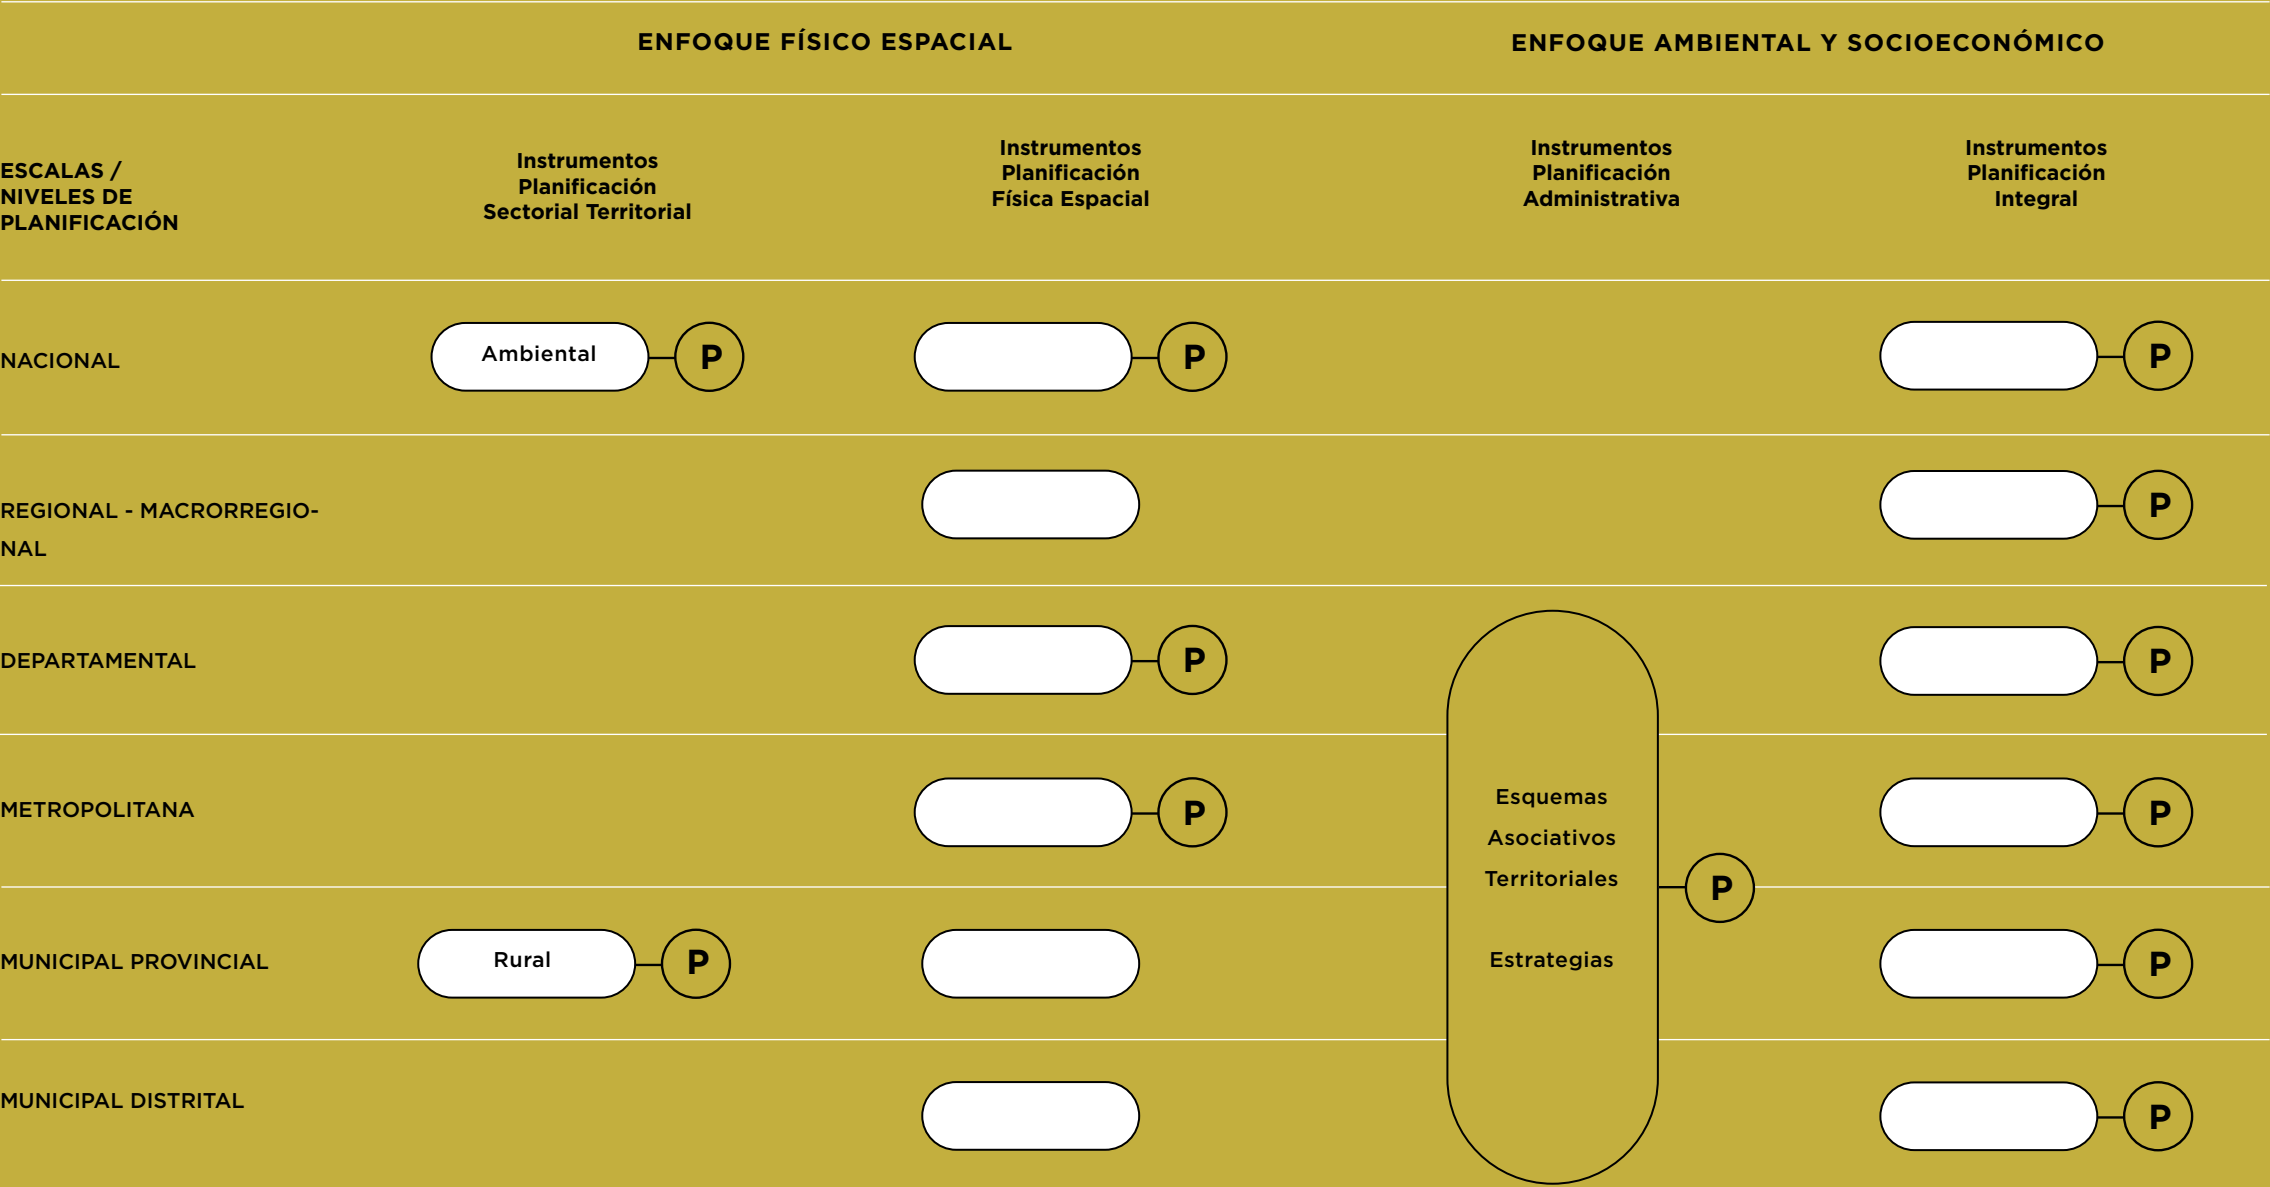 ENFOQUE FÍSICO ESPACIAL
ENFOQUE AMBIENTAL Y SOCIOECONÓMICO
ESCALAS /
NIVELES DE
PLANIFICACIÓN
Instrumentos
Planificación
Sectorial Territorial
Instrumentos
Planificación
Física Espacial
Instrumentos
Planificación
Administrativa
Instrumentos
Planificación
Integral
NACIONAL
Ambiental
P
P
P
REGIONAL - MACRORREGIO-
NAL
P
DEPARTAMENTAL
P
P
METROPOLITANA
P
Esquemas
Asociativos
Territoriales
Estrategias
P
P
MUNICIPAL PROVINCIAL
Rural
P
P
MUNICIPAL DISTRITAL
P